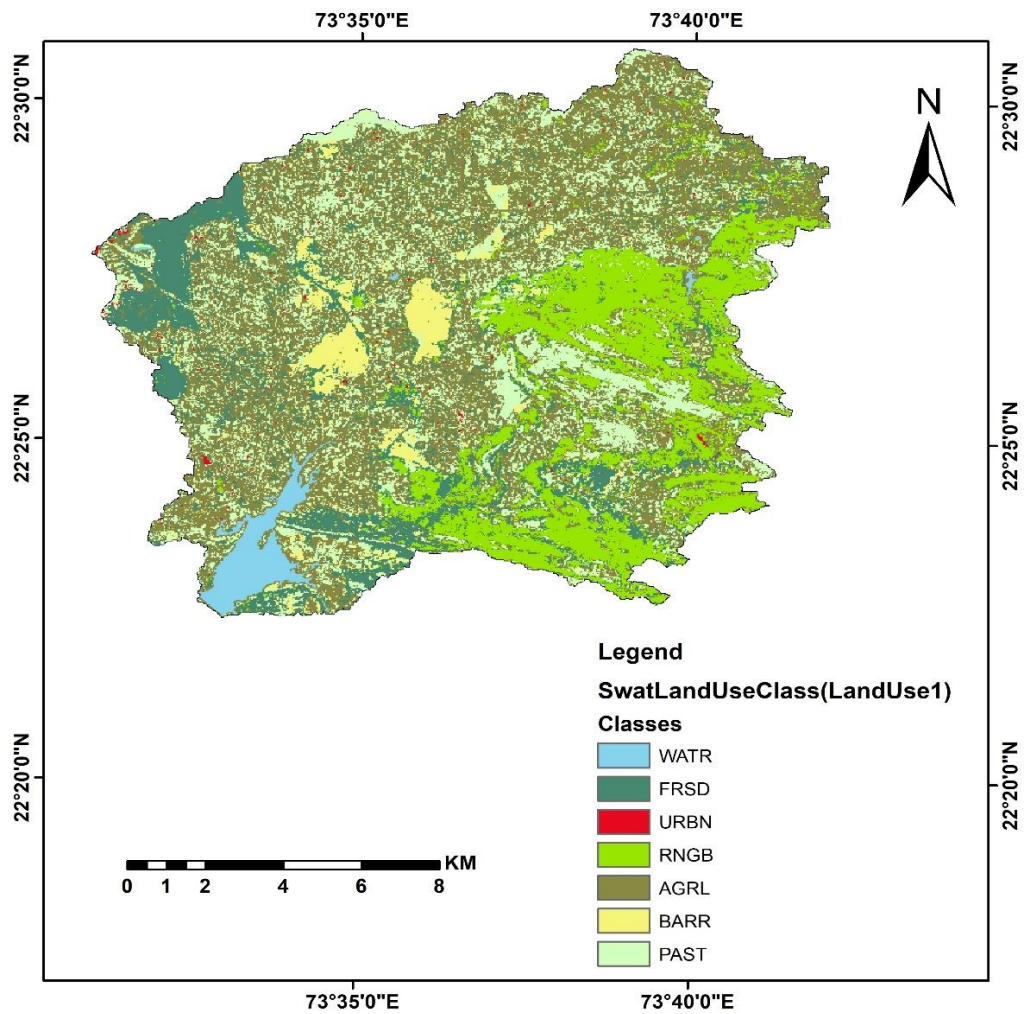 73°35'0"E 73°40'0"E
22°30'0"N 22°30'0"N
N
22°25'0"N 22°25'0"N
Legend
SwatLandUseClass(LandUse1)
Classes
WATR
22°20'0"N 22°20'0"N
FRSD
URBN
RNGB
KM
AGRL
0 1 2 4 6 8
BARR
PAST
73°35'0"E 73°40'0"E